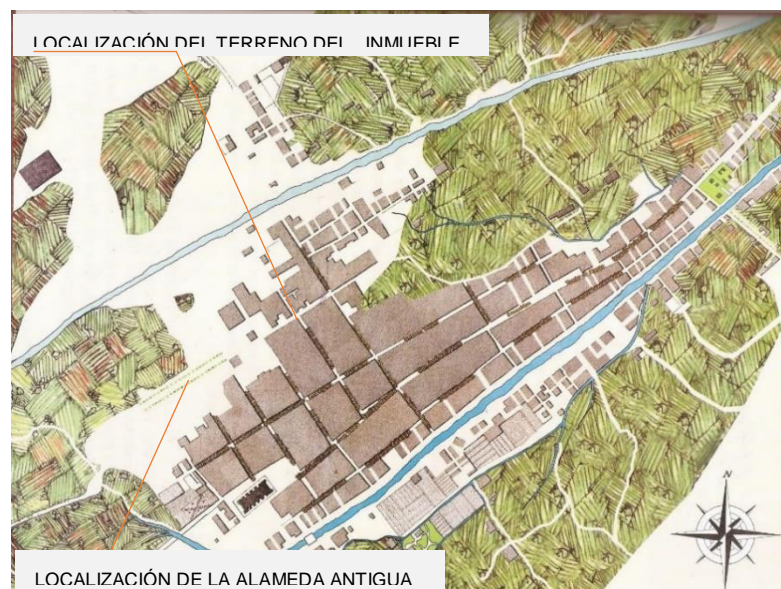 LOCALIZACIÓN DEL TERRENO DEL INMUEBLE
N
LOCALIZACIÓN DE LA ALAMEDA ANTIGUA